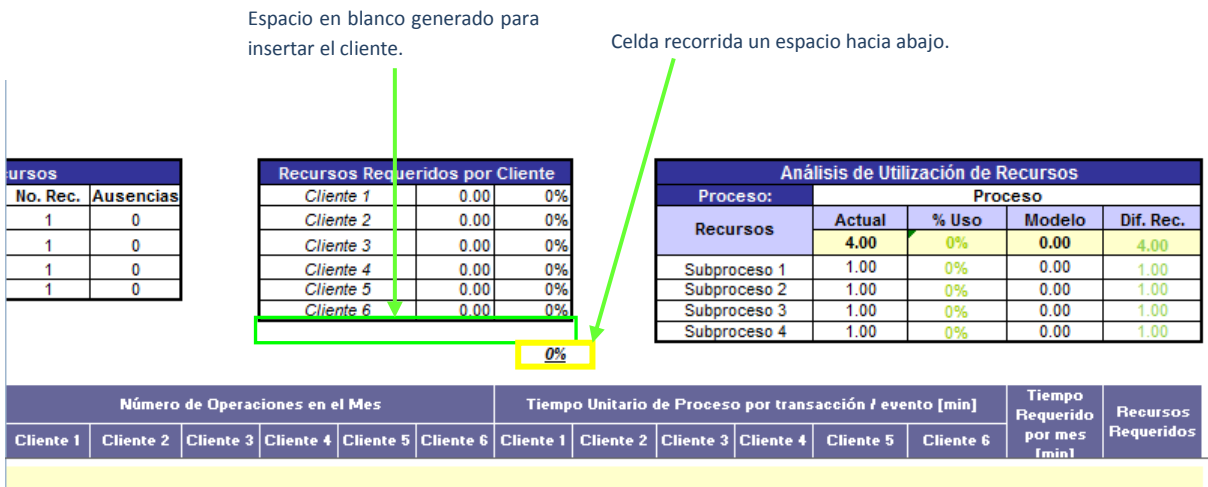 Espacio en blanco generado para
insertar el cliente.
Celda recorrida un espacio hacia abajo.
ursos
No. Rec. Ausencias
1 0
1 0
1 0
1 0
Recursos Requeridos por Cliente
Cliente 1 0.00 0%
Cliente 2 0.00 0%
Cliente 3 0.00 0%
Cliente 4 0.00 0%
Cliente 5 0.00 0%
Cliente 6 0.00 0%
0%
Análisis de Utilización de Recursos
Proceso: Proceso
Recursos Actual % Uso Modelo Dif. Rec.
4.00 0% 0.00 4.00
Subproceso 1 1.00 0% 0.00 1.00
Subproceso 2 1.00 0% 0.00 1.00
Subproceso 3 1.00 0% 0.00 1.00
Subproceso 4 1.00 0% 0.00 1.00
Número de Operaciones en el Mes
Cliente 1 Cliente 2 Cliente 3 Cliente 4 Cliente 5 Cliente 6
Tiempo Unitario de Proceso por transacción / evento [min]
Cliente 1 Cliente 2 Cliente 3 Cliente 4 Cliente 5 Cliente 6
Tiempo
Requerido
por mes
[min]
Recursos
Requeridos